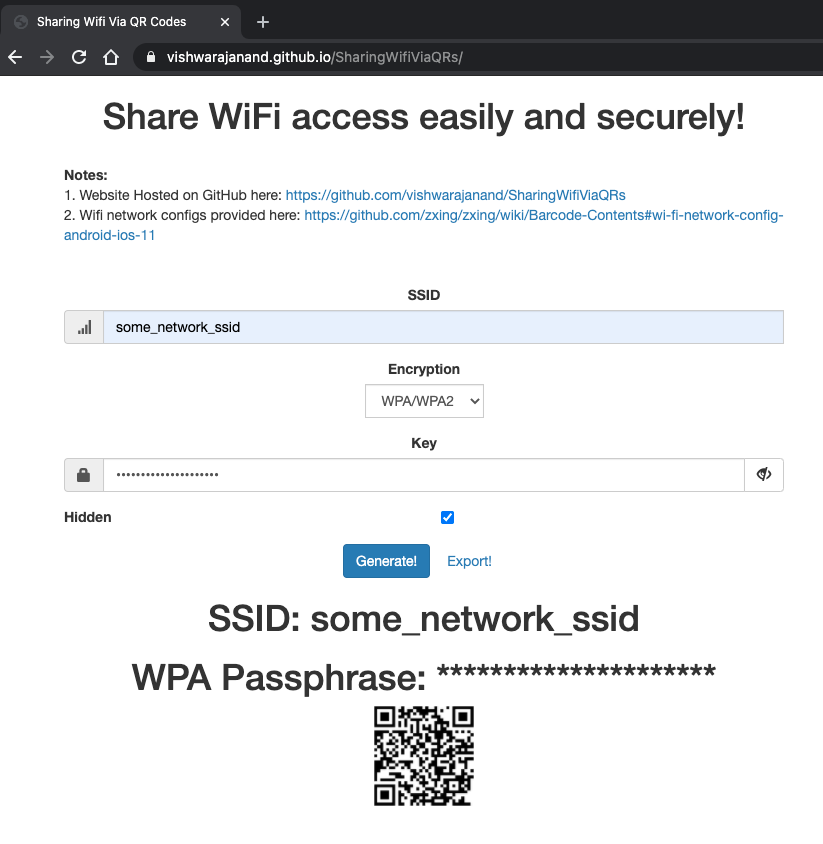 Sharing Wifi Via QR Codes
vishwarajanand.github.io/SharingWifiViaQRs/
Share WiFi access easily and securely!
Notes:
1. Website Hosted on GitHub here: https://github.com/vishwarajanand/SharingWifiViaQRs
2. Wifi network configs provided here: https://github.com/zxing/zxing/wiki/Barcode-Contents#wi-fi-network-config-
android-ios-11
SSID
some_network_ssid
Encryption
WPA/WPA2
Key
•••••••••••••••••••••
Hidden
Generate! Export!
SSID: some_network_ssid
WPA Passphrase: *********************